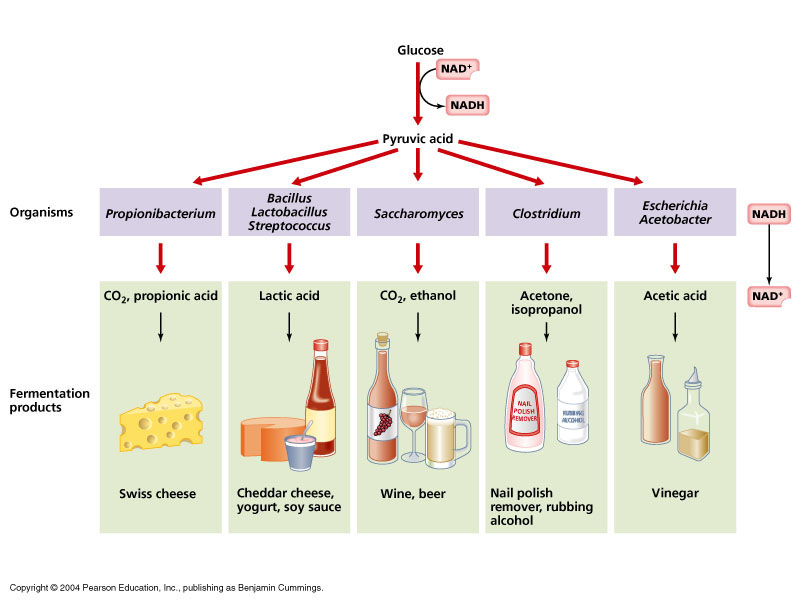 Glucose
NAD⁺
NADH
Pyruvic acid
Organisms
Propionibacterium
Bacillus
Lactobacillus
Streptococcus
Saccharomyces
Clostridium
Escherichia
Acetobacter
NADH
CO₂, propionic acid
Lactic acid
CO₂, ethanol
Acetone,
isopropanol
Acetic acid
NAD⁺
Fermentation
products
NAIL
POLISH
REMOVER
RUBBING
ALCOHOL
Swiss cheese
Cheddar cheese,
yogurt, soy sauce
Wine, beer
Nail polish
remover, rubbing
alcohol
Vinegar
Copyright © 2004 Pearson Education, Inc., publishing as Benjamin Cummings.